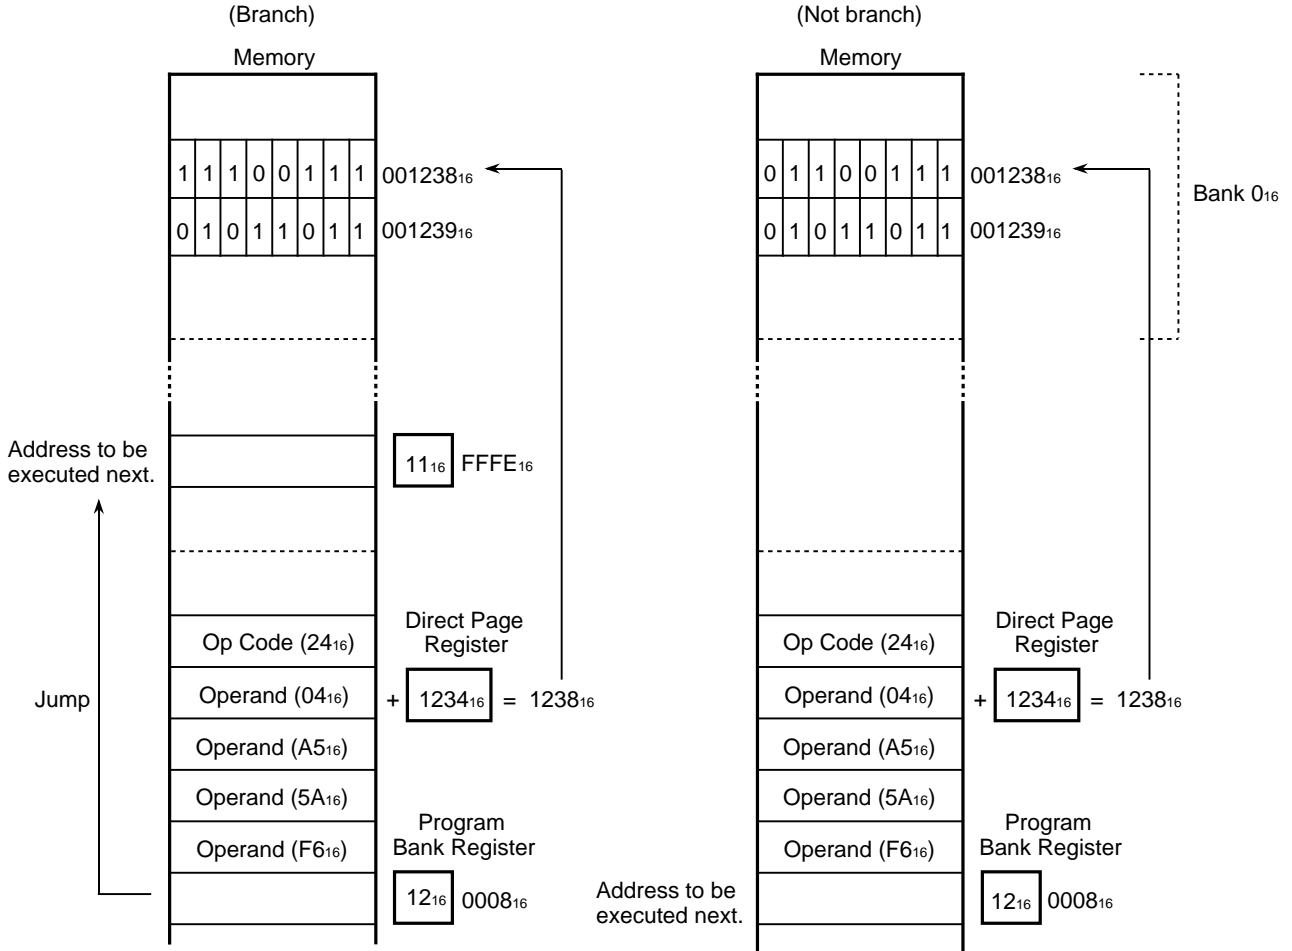 (Branch)
Memory
1 1 1 0 0 1 1 1 001238₁₆
0 1 0 1 1 0 1 1 001239₁₆
Address to be
executed next.
11₁₆ FFFE₁₆
Jump
Direct Page
Register
Op Code (24₁₆)
Operand (04₁₆) + 1234₁₆ = 1238₁₆
Operand (A5₁₆)
Operand (5A₁₆)
Operand (F6₁₆)
Program
Bank Register
12₁₆ 0008₁₆
(Not branch)
Memory
0 1 1 0 0 1 1 1 001238₁₆
0 1 0 1 1 0 1 1 001239₁₆
Bank 0₁₆
Direct Page
Register
Op Code (24₁₆)
Operand (04₁₆) + 1234₁₆ = 1238₁₆
Operand (A5₁₆)
Operand (5A₁₆)
Operand (F6₁₆)
Program
Bank Register
Address to be
executed next.
12₁₆ 0008₁₆